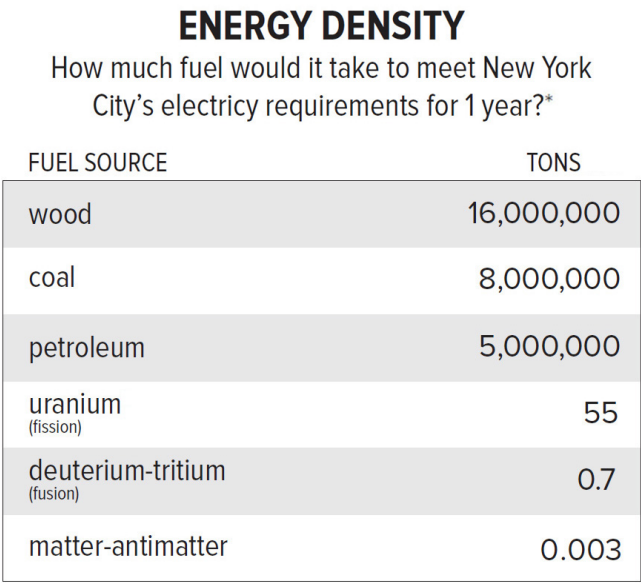 ENERGY DENSITY
How much fuel would it take to meet New York
City's electricy requirements for 1 year?*
FUEL SOURCE TONS
wood 16,000,000
coal 8,000,000
petroleum 5,000,000
uranium 55
(fission)
deuterium-tritium 0.7
(fusion)
matter-antimatter 0.003